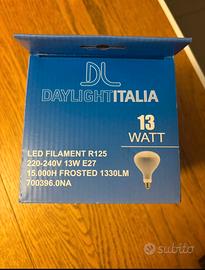 DL
DAYLIGHTITALIA
13
WATT
LED FILAMENT R125
220-240V 13W E27
15.000H FROSTED 1330LM
700396.0NA
subito